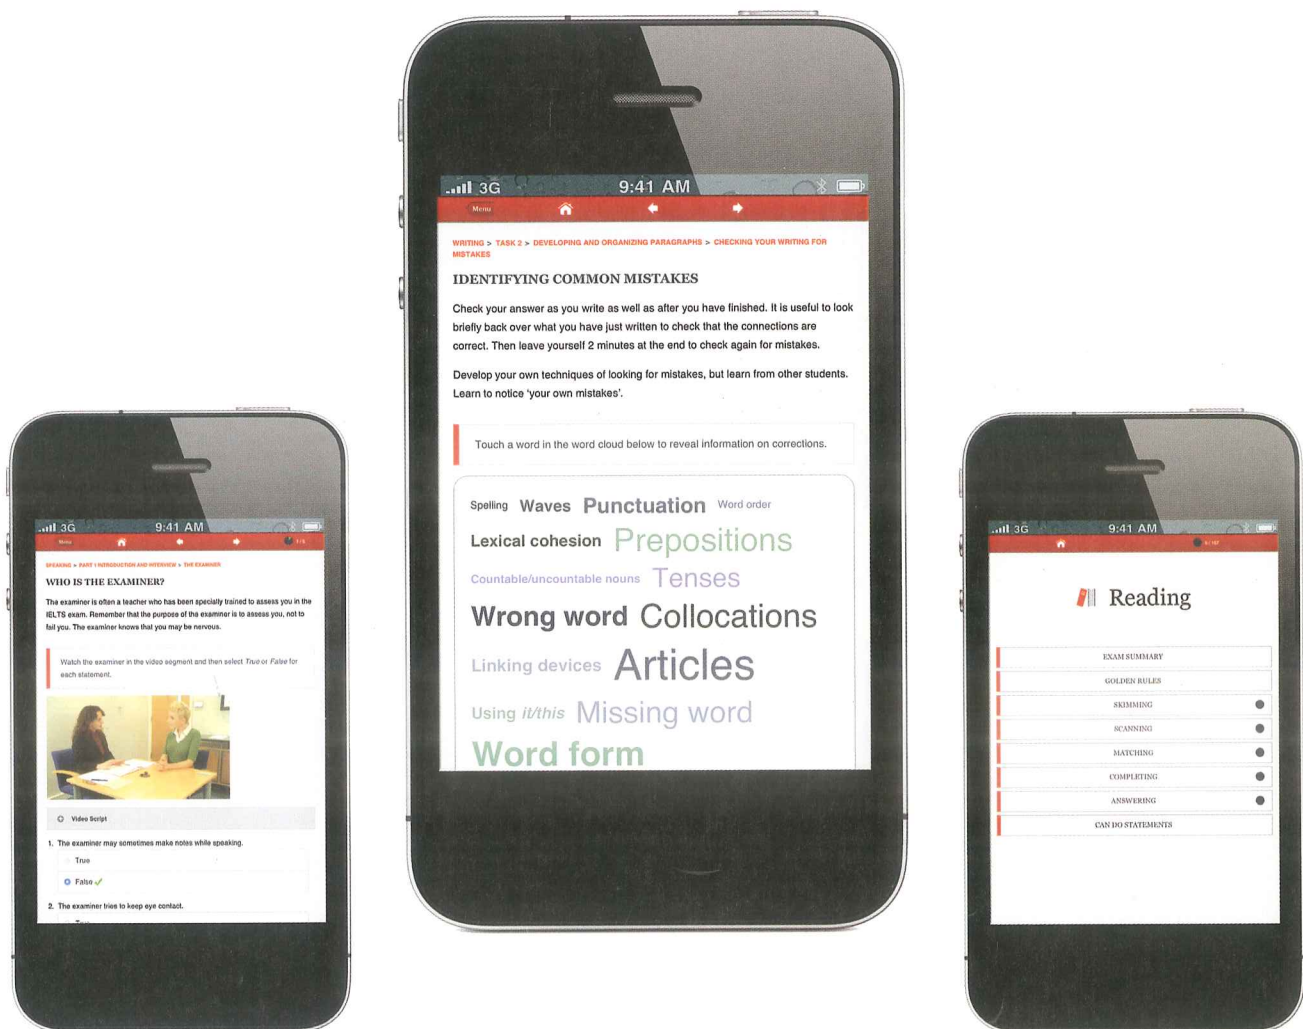 3G 9:41 AM
Menu 1 / 5
SPEAKING > PART 1 INTRODUCTION AND INTERVIEW > THE EXAMINER
WHO IS THE EXAMINER?
The examiner is often a teacher who has been specially trained to assess you in the
IELTS exam. Remember that the purpose of the examiner is to assess you, not to
fail you. The examiner knows that you may be nervous.
Watch the examiner in the video segment and then select True or False for
each statement.
Video Script
1. The examiner may sometimes make notes while speaking.
True
False
2. The examiner tries to keep eye contact.
True
3G 9:41 AM
Menu
WRITING > TASK 2 > DEVELOPING AND ORGANIZING PARAGRAPHS > CHECKING YOUR WRITING FOR
MISTAKES
IDENTIFYING COMMON MISTAKES
Check your answer as you write as well as after you have finished. It is useful to look
briefly back over what you have just written to check that the connections are
correct. Then leave yourself 2 minutes at the end to check again for mistakes.
Develop your own techniques of looking for mistakes, but learn from other students.
Learn to notice ‘your own mistakes’.
Touch a word in the word cloud below to reveal information on corrections.
Spelling Waves Punctuation Word order
Lexical cohesion Prepositions
Countable/uncountable nouns Tenses
Wrong word Collocations
Linking devices Articles
Using it/this Missing word
Word form
3G 9:41 AM
Reading
EXAM SUMMARY
GOLDEN RULES
SKIMMING
SCANNING
MATCHING
COMPLETING
ANSWERING
CAN DO STATEMENTS